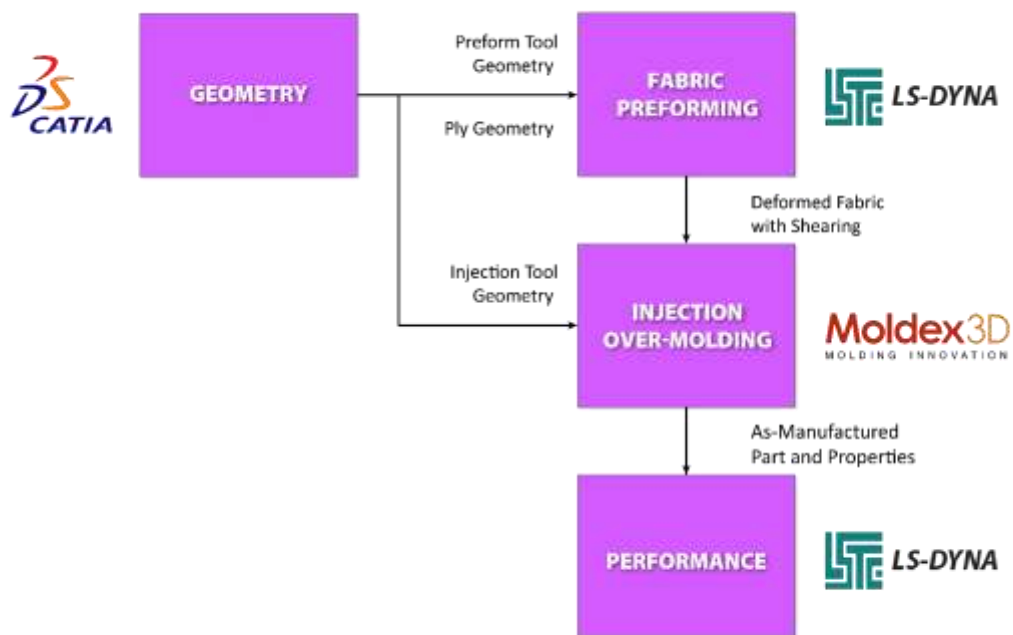 Preform Tool
Geometry
GEOMETRY
FABRIC
PREFORMING
LS-DYNA
CATIA
Ply Geometry
Deformed Fabric
with Shearing
Injection Tool
Geometry
INJECTION
OVER-MOLDING
Moldex3D
MOLDING INNOVATION
As-Manufactured
Part and Properties
PERFORMANCE
LS-DYNA